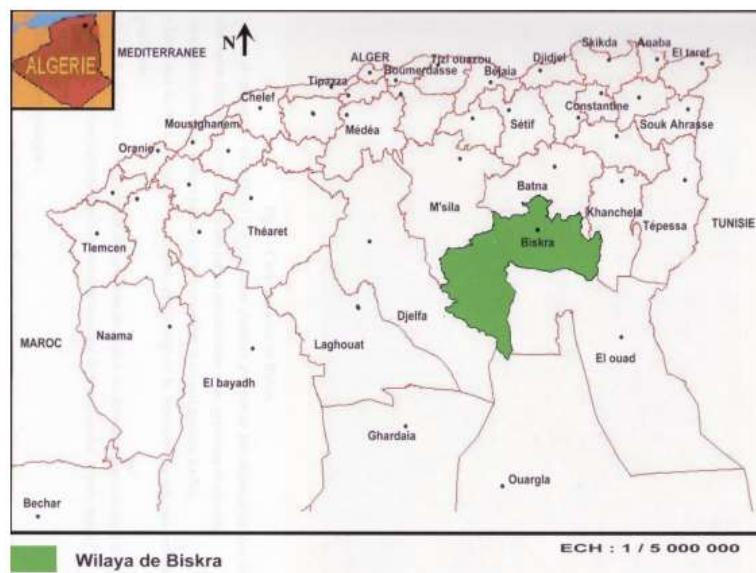 MEDITERRANEE
N
ALGERIE
Skikda
Anaba
El taref
ALGER
Tizi ouazou
Djidjel
Tipazza
Boumerdasse
Bejaia
Chelef
Constantine
Moustghanem
Médéa
Sétif
Souk Ahrasse
Oranie
Batna
M'sila
Khanchela
TUNISIE
Théaret
Tépessa
Tlemcen
Biskra
Djelfa
MAROC
Naama
Laghouat
El ouad
El bayadh
Ghardaia
Ouargla
Bechar
Wilaya de Biskra
ECH : 1 / 5 000 000